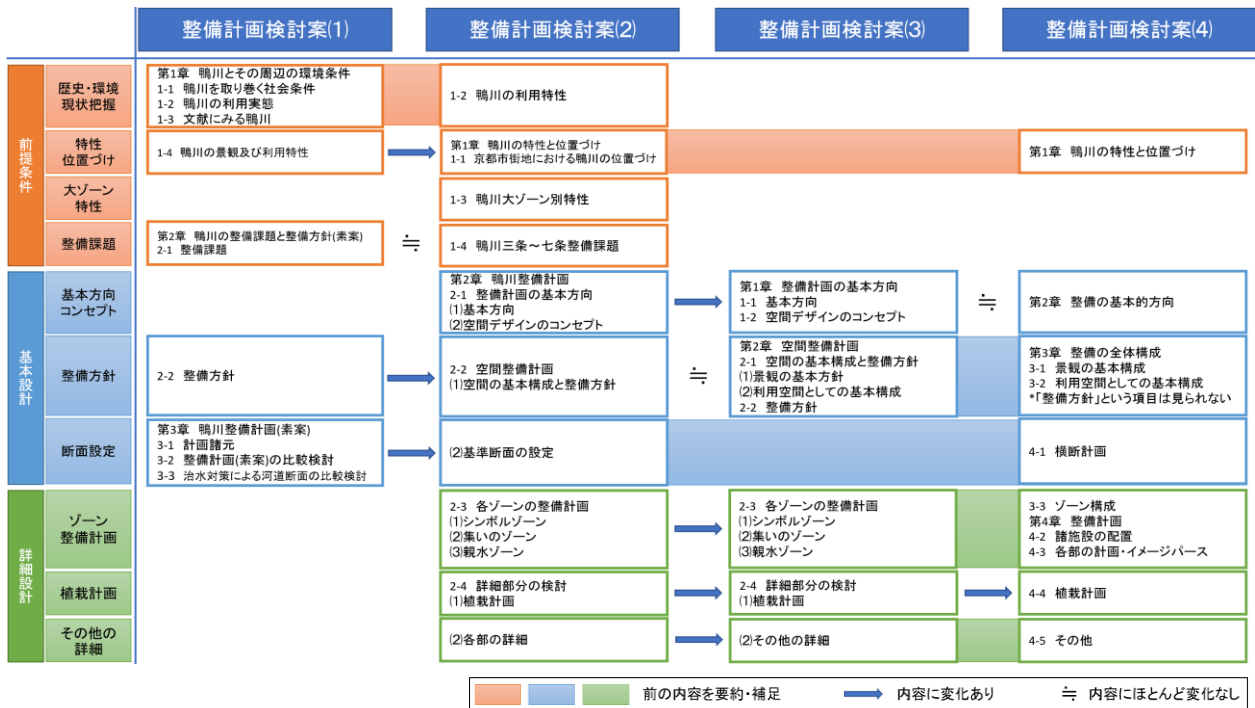 整備計画検討案(1)
整備計画検討案(2)
整備計画検討案(3)
整備計画検討案(4)
前提条件
歴史・環境
現状把握
第1章 鴨川とその周辺の環境条件
1-1 鴨川を取り巻く社会条件
1-2 鴨川の利用実態
1-3 文献にみる鴨川
1-2 鴨川の利用特性
特性
位置づけ
1-4 鴨川の景観及び利用特性
第1章 鴨川の特性と位置づけ
1-1 京都市街地における鴨川の位置づけ
第1章 鴨川の特性と位置づけ
大ゾーン
特性
1-3 鴨川大ゾーン別特性
整備課題
第2章 鴨川の整備課題と整備方針(素案)
2-1 整備課題
≒
1-4 鴨川三条～七条整備課題
基本設計
基本方向
コンセプト
第2章 鴨川整備計画
2-1 整備計画の基本方向
(1)基本方向
(2)空間デザインのコンセプト
第1章 整備計画の基本方向
1-1 基本方向
1-2 空間デザインのコンセプト
≒
第2章 整備の基本的方向
整備方針
2-2 整備方針
2-2 空間整備計画
(1)空間の基本構成と整備方針
≒
第2章 空間整備計画
2-1 空間の基本構成と整備方針
(1)景観の基本方針
(2)利用空間としての基本構成
2-2 整備方針
第3章 整備の全体構成
3-1 景観の基本構成
3-2 利用空間としての基本構成
*「整備方針」という項目は見られない
断面設定
第3章 鴨川整備計画(素案)
3-1 計画諸元
3-2 整備計画(素案)の比較検討
3-3 治水対策による河道断面の比較検討
(2)基準断面の設定
4-1 横断計画
詳細設計
ゾーン
整備計画
2-3 各ゾーンの整備計画
(1)シンボルゾーン
(2)集いのゾーン
(3)親水ゾーン
2-3 各ゾーンの整備計画
(1)シンボルゾーン
(2)集いのゾーン
(3)親水ゾーン
3-3 ゾーン構成
第4章 整備計画
4-2 諸施設の配置
4-3 各部の計画・イメージパース
植栽計画
2-4 詳細部分の検討
(1)植栽計画
2-4 詳細部分の検討
(1)植栽計画
4-4 植栽計画
その他の
詳細
(2)各部の詳細
(2)その他の詳細
4-5 その他
前の内容を要約・補足
内容に変化あり
≒ 内容にほとんど変化なし